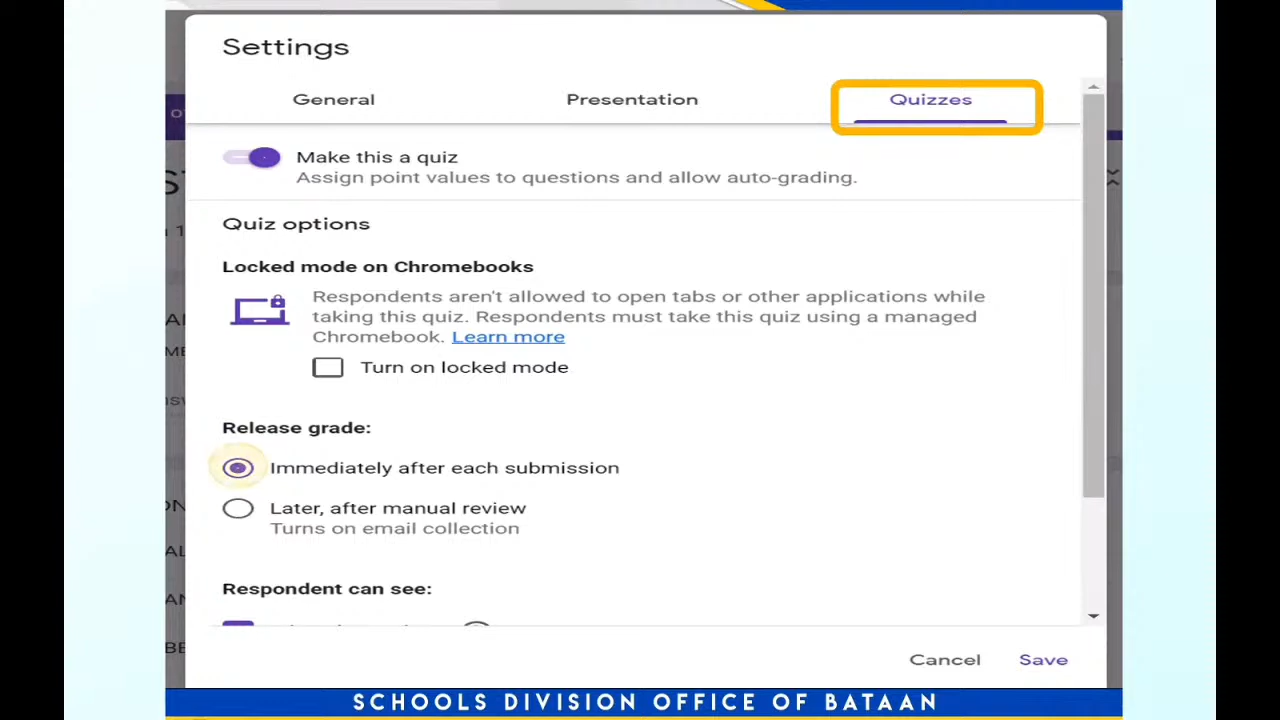 Settings
General Presentation Quizzes
Make this a quiz
Assign point values to questions and allow auto-grading.
Quiz options
Locked mode on Chromebooks
Respondents aren't allowed to open tabs or other applications while
taking this quiz. Respondents must take this quiz using a managed
Chromebook. Learn more
Turn on locked mode
Release grade:
Immediately after each submission
Later, after manual review
Turns on email collection
Respondent can see:
Cancel Save
SCHOOLS DIVISION OFFICE OF BATAAN